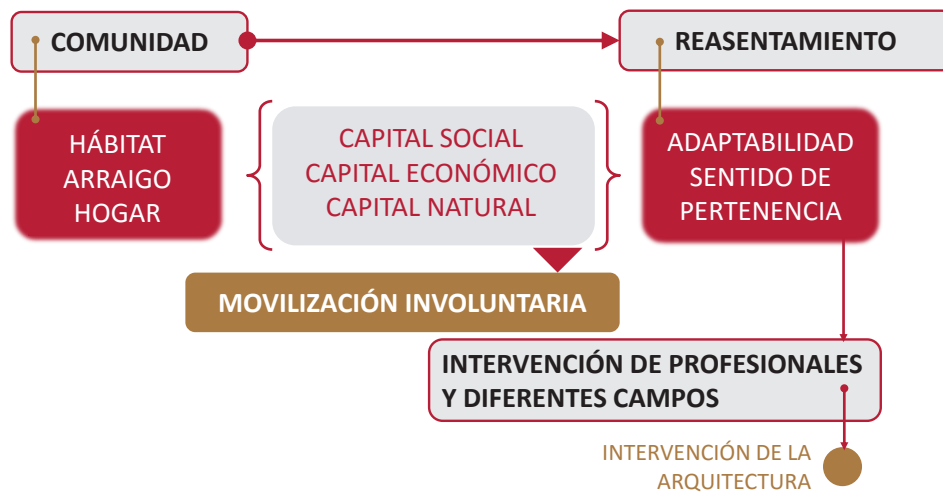 COMUNIDAD
REASENTAMIENTO
HÁBITAT
ARRAIGO
HOGAR
CAPITAL SOCIAL
CAPITAL ECONÓMICO
CAPITAL NATURAL
ADAPTABILIDAD
SENTIDO DE
PERTENENCIA
MOVILIZACIÓN INVOLUNTARIA
INTERVENCIÓN DE PROFESIONALES
Y DIFERENTES CAMPOS
INTERVENCIÓN DE LA
ARQUITECTURA